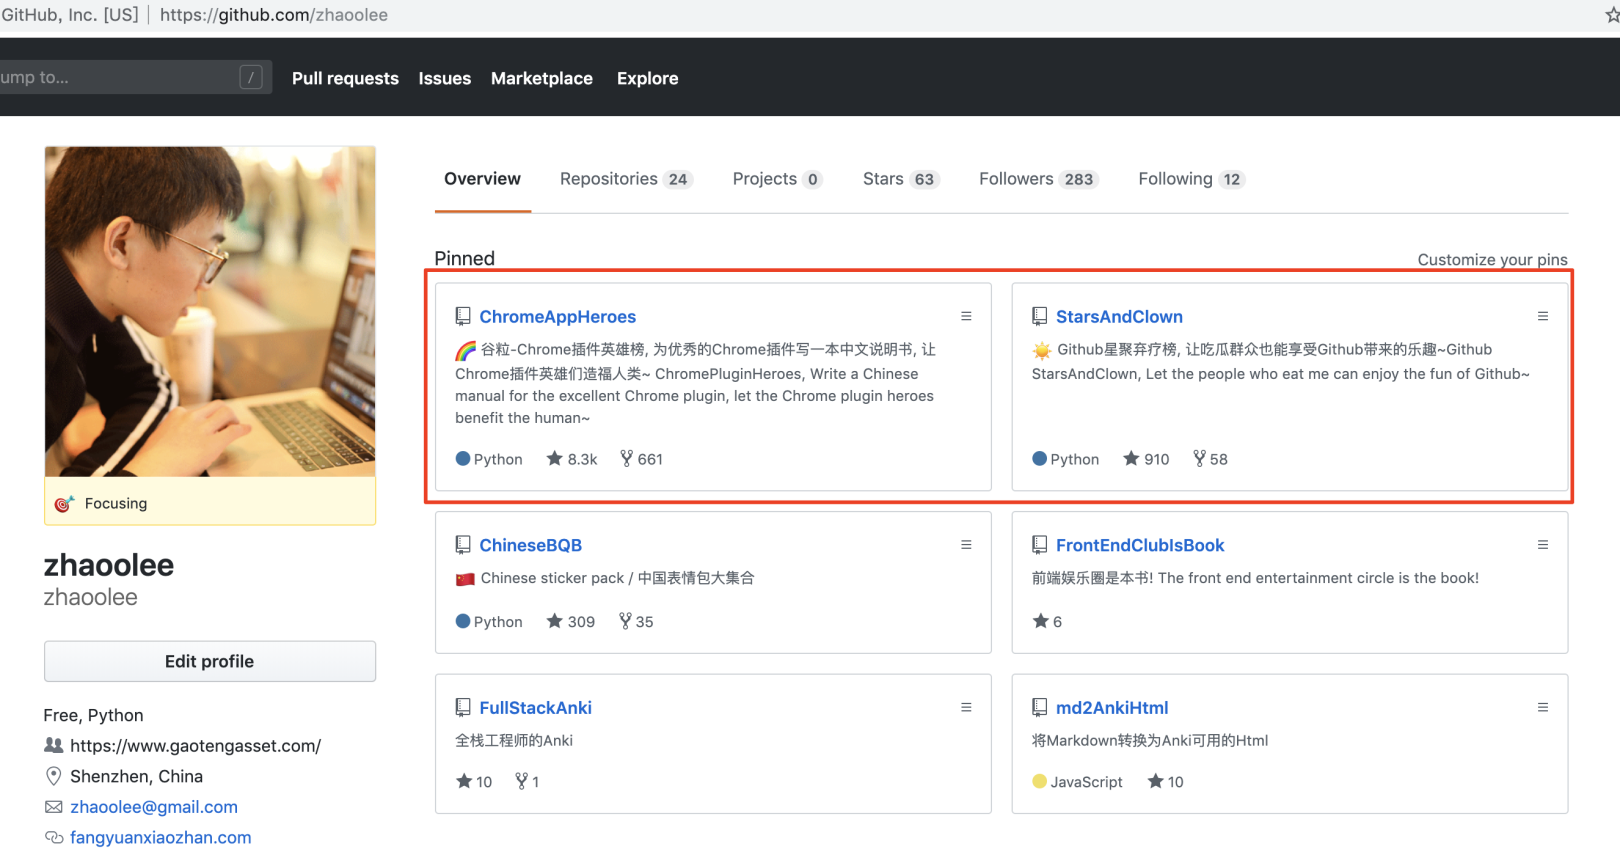 GitHub, Inc. [US] | https://github.com/zhaoolee
ump to... /
Pull requests Issues Marketplace Explore
Overview Repositories 24 Projects 0 Stars 63 Followers 283 Following 12
Pinned
Customize your pins
ChromeAppHeroes
🌈 谷粒-Chrome插件英雄榜, 为优秀的Chrome插件写一本中文说明书, 让
Chrome插件英雄们造福人类~ ChromePluginHeroes, Write a Chinese
manual for the excellent Chrome plugin, let the Chrome plugin heroes
benefit the human~
Python 8.3k 661
StarsAndClown
☀️ Github星聚弃疗榜, 让吃瓜群众也能享受Github带来的乐趣~Github
StarsAndClown, Let the people who eat me can enjoy the fun of Github~
Python 910 58
ChineseBQB
🇨🇳 Chinese sticker pack / 中国表情包大集合
Python 309 35
FrontEndClubIsBook
前端娱乐圈是本书! The front end entertainment circle is the book!
6
FullStackAnki
全栈工程师的Anki
10 1
md2AnkiHtml
将Markdown转换为Anki可用的Html
JavaScript 10
🎯 Focusing
zhaoolee
zhaoolee
Edit profile
Free, Python
https://www.gaotengasset.com/
Shenzhen, China
zhaoolee@gmail.com
fangyuanxiaozhan.com